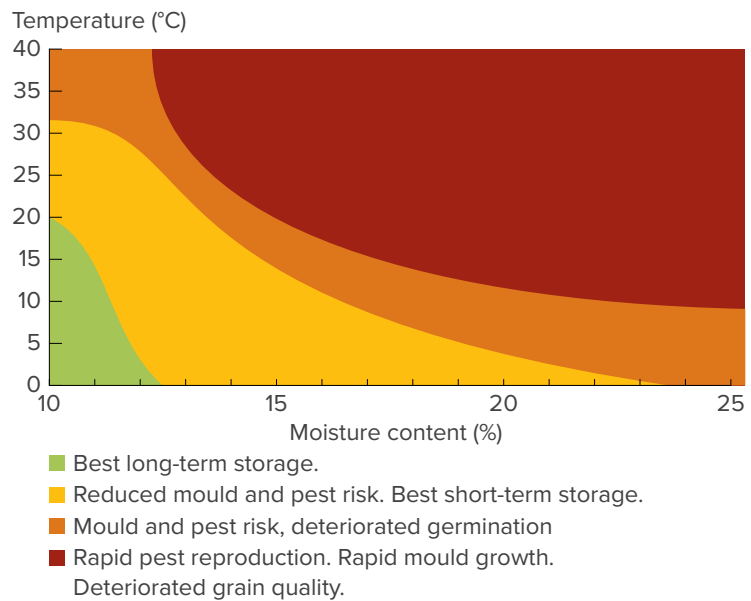 Temperature (°C)
40
35
30
25
20
15
10
5
0
10 15 20 25
Moisture content (%)
Best long-term storage.
Reduced mould and pest risk. Best short-term storage.
Mould and pest risk, deteriorated germination
Rapid pest reproduction. Rapid mould growth.
Deteriorated grain quality.